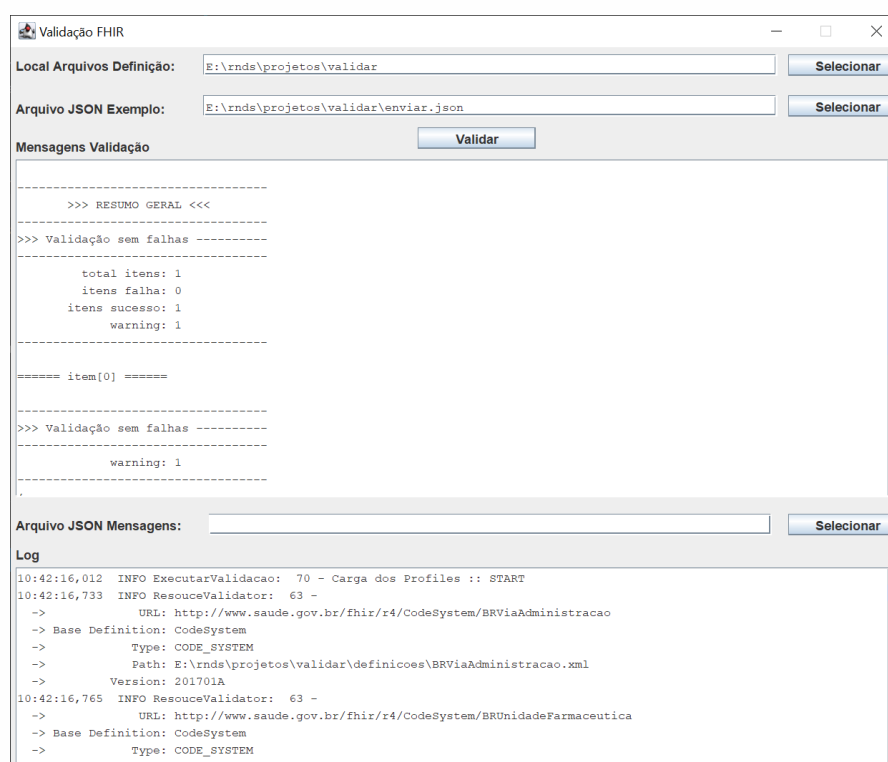 Validação FHIR
Local Arquivos Definição: E:\rnds\projetos\validar Selecionar
Arquivo JSON Exemplo: E:\rnds\projetos\validar\enviar.json Selecionar
Validar
Mensagens Validação
-----------------------------------
>>> RESUMO GERAL <<<
-----------------------------------
>>> Validação sem falhas ----------
-----------------------------------
total itens: 1
itens falha: 0
itens sucesso: 1
warning: 1
-----------------------------------
====== item[0] ======
-----------------------------------
>>> Validação sem falhas ----------
-----------------------------------
warning: 1
-----------------------------------
Arquivo JSON Mensagens: Selecionar
Log
10:42:16,012 INFO ExecutarValidacao: 70 - Carga dos Profiles :: START
10:42:16,733 INFO ResouceValidator: 63 -
-> URL: http://www.saude.gov.br/fhir/r4/CodeSystem/BRViaAdministracao
-> Base Definition: CodeSystem
-> Type: CODE_SYSTEM
-> Path: E:\rnds\projetos\validar\definicoes\BRViaAdministracao.xml
-> Version: 201701A
10:42:16,765 INFO ResouceValidator: 63 -
-> URL: http://www.saude.gov.br/fhir/r4/CodeSystem/BRUnidadeFarmaceutica
-> Base Definition: CodeSystem
-> Type: CODE_SYSTEM